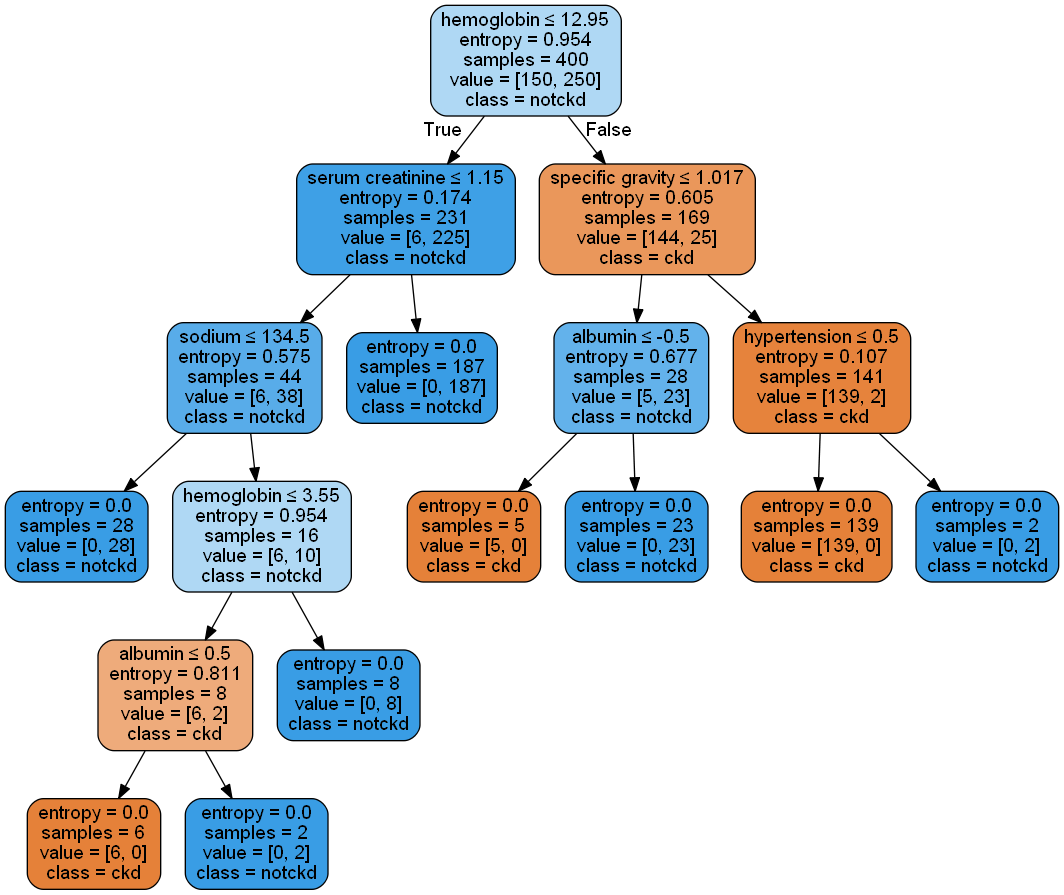 hemoglobin ≤ 12.95
entropy = 0.954
samples = 400
value = [150, 250]
class = notckd
True
False
serum creatinine ≤ 1.15
entropy = 0.174
samples = 231
value = [6, 225]
class = notckd
specific gravity ≤ 1.017
entropy = 0.605
samples = 169
value = [144, 25]
class = ckd
sodium ≤ 134.5
entropy = 0.575
samples = 44
value = [6, 38]
class = notckd
entropy = 0.0
samples = 187
value = [0, 187]
class = notckd
albumin ≤ -0.5
entropy = 0.677
samples = 28
value = [5, 23]
class = notckd
hypertension ≤ 0.5
entropy = 0.107
samples = 141
value = [139, 2]
class = ckd
entropy = 0.0
samples = 28
value = [0, 28]
class = notckd
hemoglobin ≤ 3.55
entropy = 0.954
samples = 16
value = [6, 10]
class = notckd
entropy = 0.0
samples = 5
value = [5, 0]
class = ckd
entropy = 0.0
samples = 23
value = [0, 23]
class = notckd
entropy = 0.0
samples = 139
value = [139, 0]
class = ckd
entropy = 0.0
samples = 2
value = [0, 2]
class = notckd
albumin ≤ 0.5
entropy = 0.811
samples = 8
value = [6, 2]
class = ckd
entropy = 0.0
samples = 8
value = [0, 8]
class = notckd
entropy = 0.0
samples = 6
value = [6, 0]
class = ckd
entropy = 0.0
samples = 2
value = [0, 2]
class = notckd